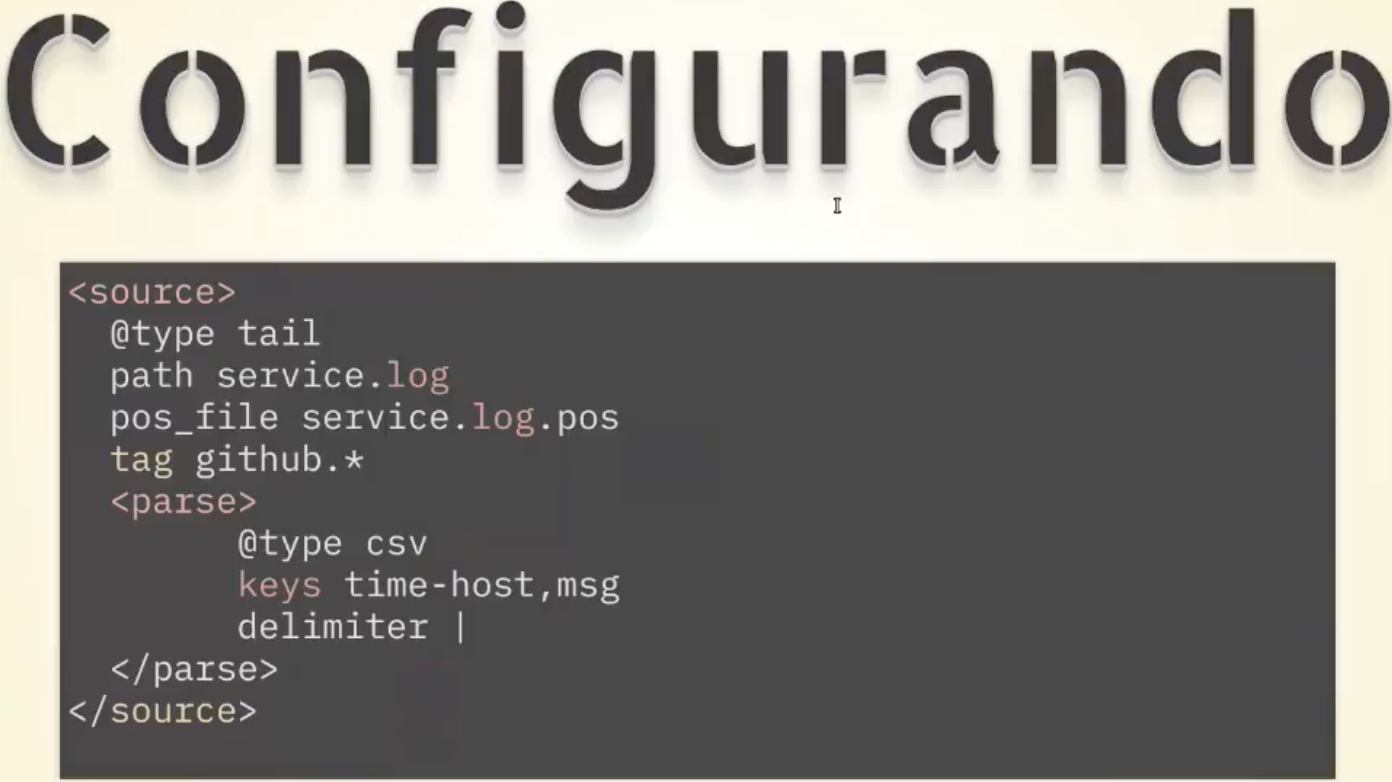 Configurando
<source>
  @type tail
  path service.log
  pos_file service.log.pos
  tag github.*
  <parse>
        @type csv
        keys time-host,msg
        delimiter |
  </parse>
</source>